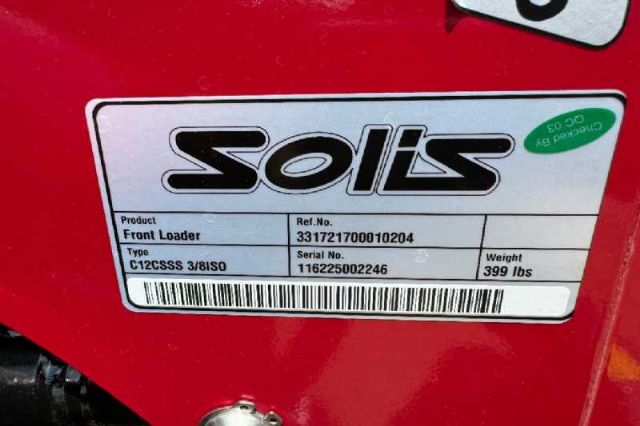 Solis
Checked By
QC 03
Product
Front Loader
Ref.No.
331721700010204
Type
C12CSSS 3/8ISO
Serial No.
116225002246
Weight
399 lbs